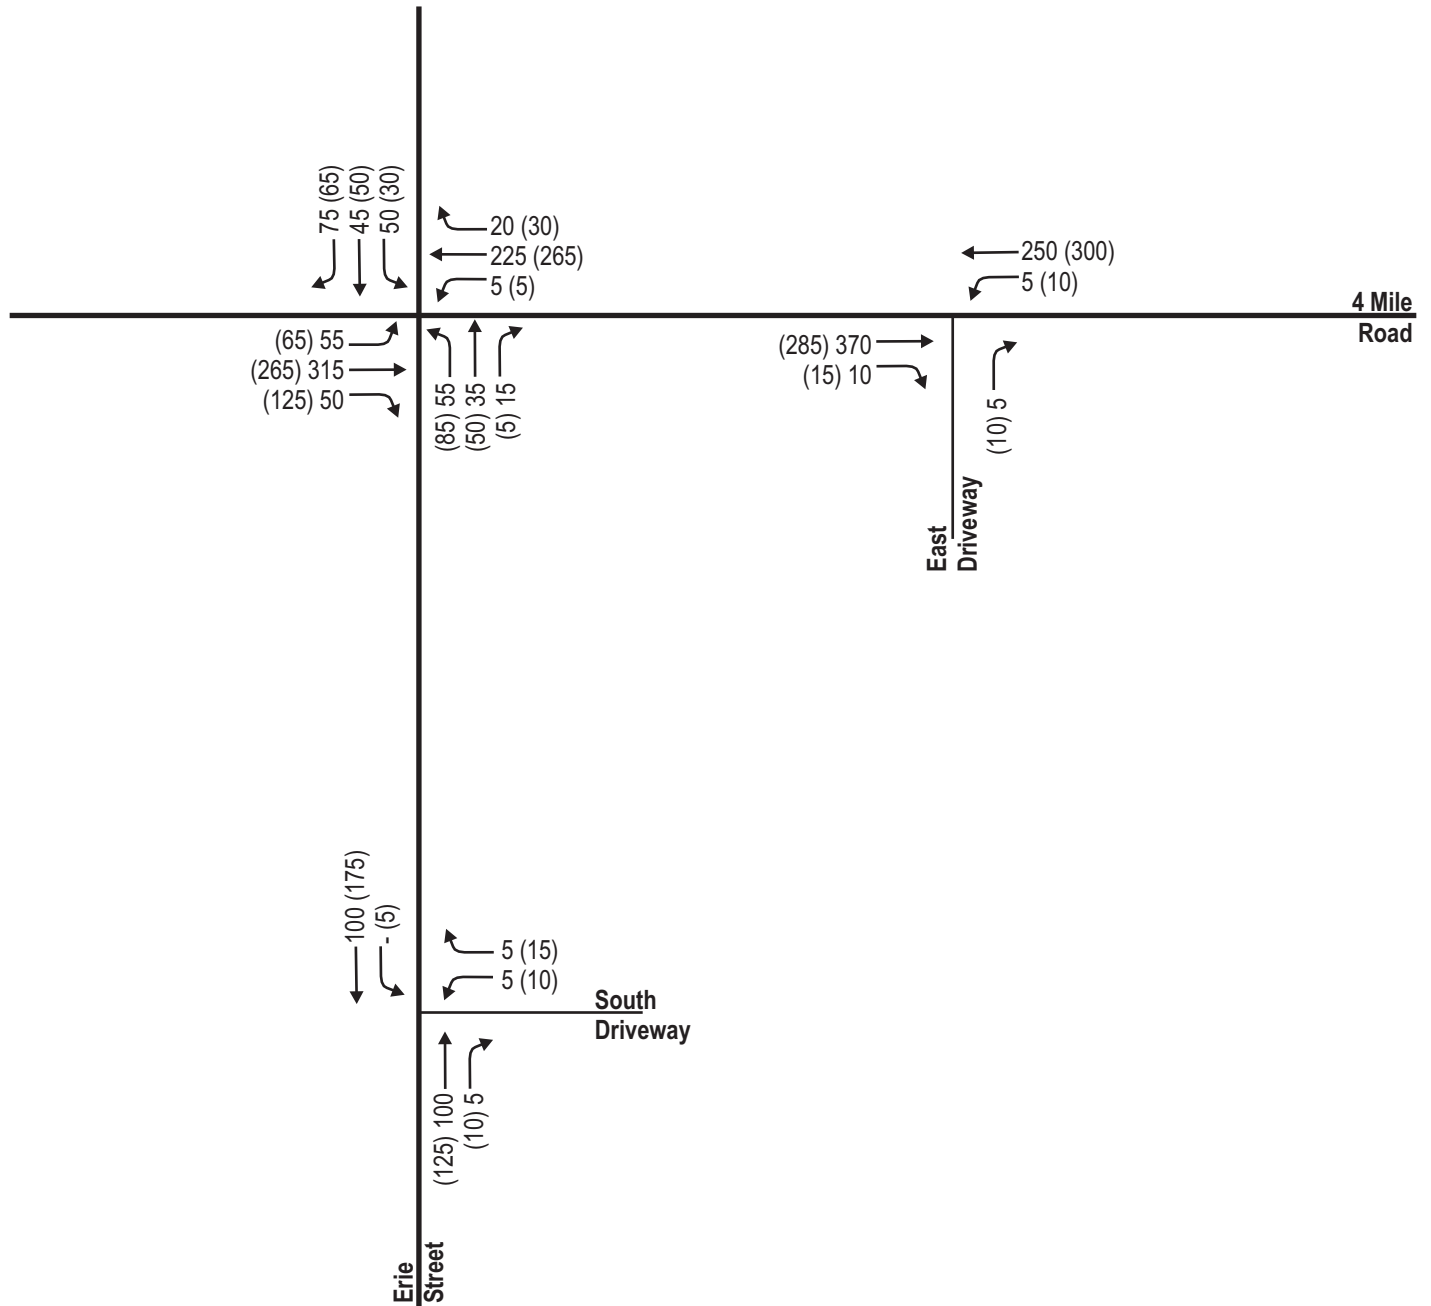 75 (65)
45 (50)
50 (30)
20 (30)
225 (265)
5 (5)
(65) 55
(265) 315
(125) 50
(85) 55
(50) 35
(5) 15
250 (300)
5 (10)
4 Mile
Road
(285) 370
(15) 10
(10) 5
East
Driveway
100 (175)
- (5)
5 (15)
5 (10)
South
Driveway
(125) 100
(10) 5
Erie
Street